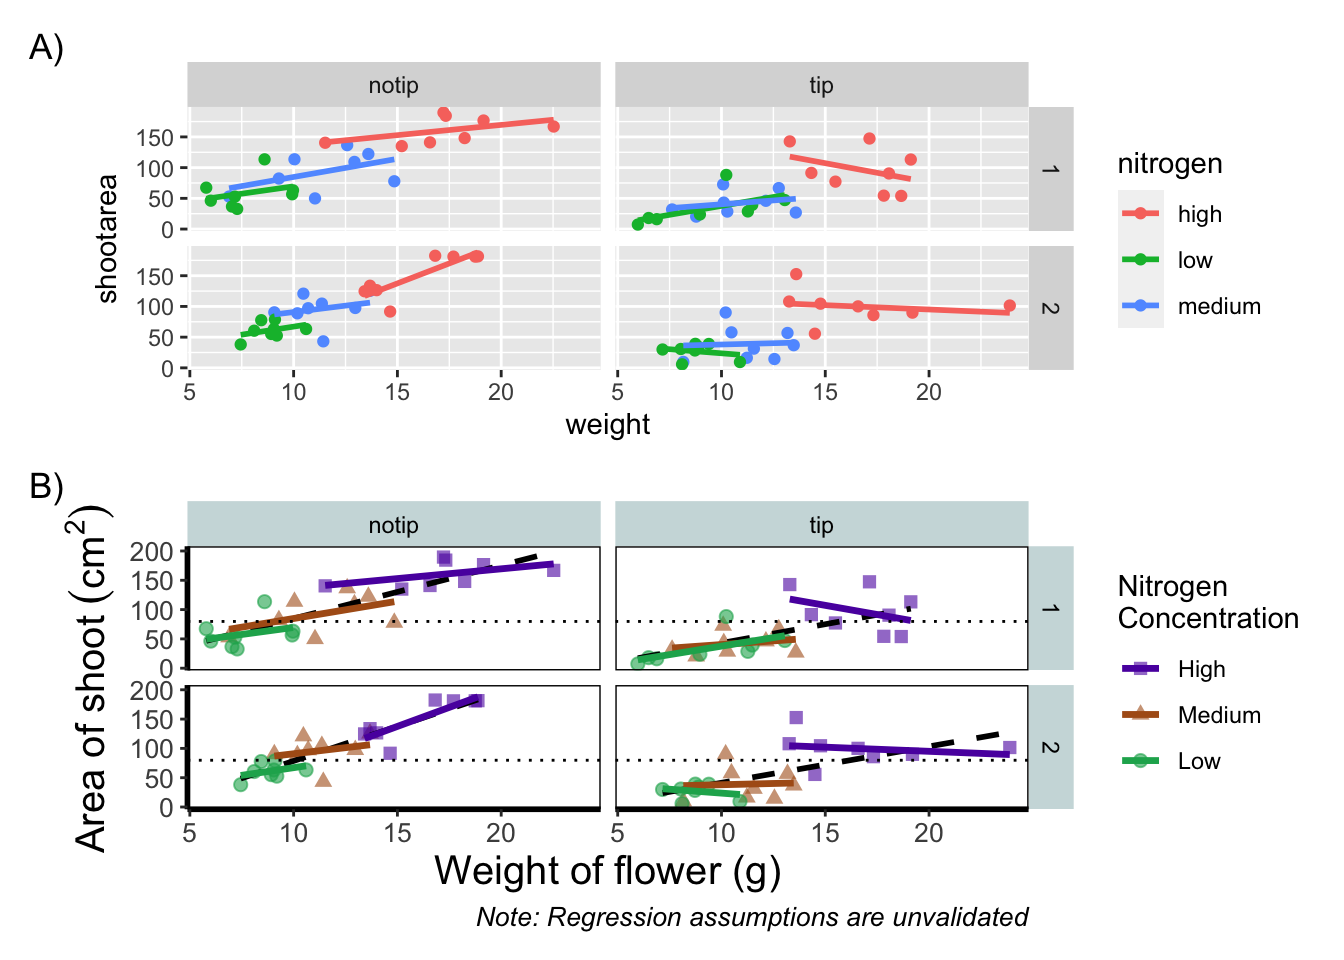 A)
notip
tip
150
100
50
0
1
nitrogen
high
low
medium
shootarea
150
100
50
0
2
5
10
15
20
5
10
15
20
weight
B)
notip
tip
Area of shoot (cm²)
200
150
100
50
0
1
Nitrogen
Concentration
High
Medium
Low
200
150
100
50
0
2
5
10
15
20
5
10
15
20
Weight of flower (g)
Note: Regression assumptions are unvalidated